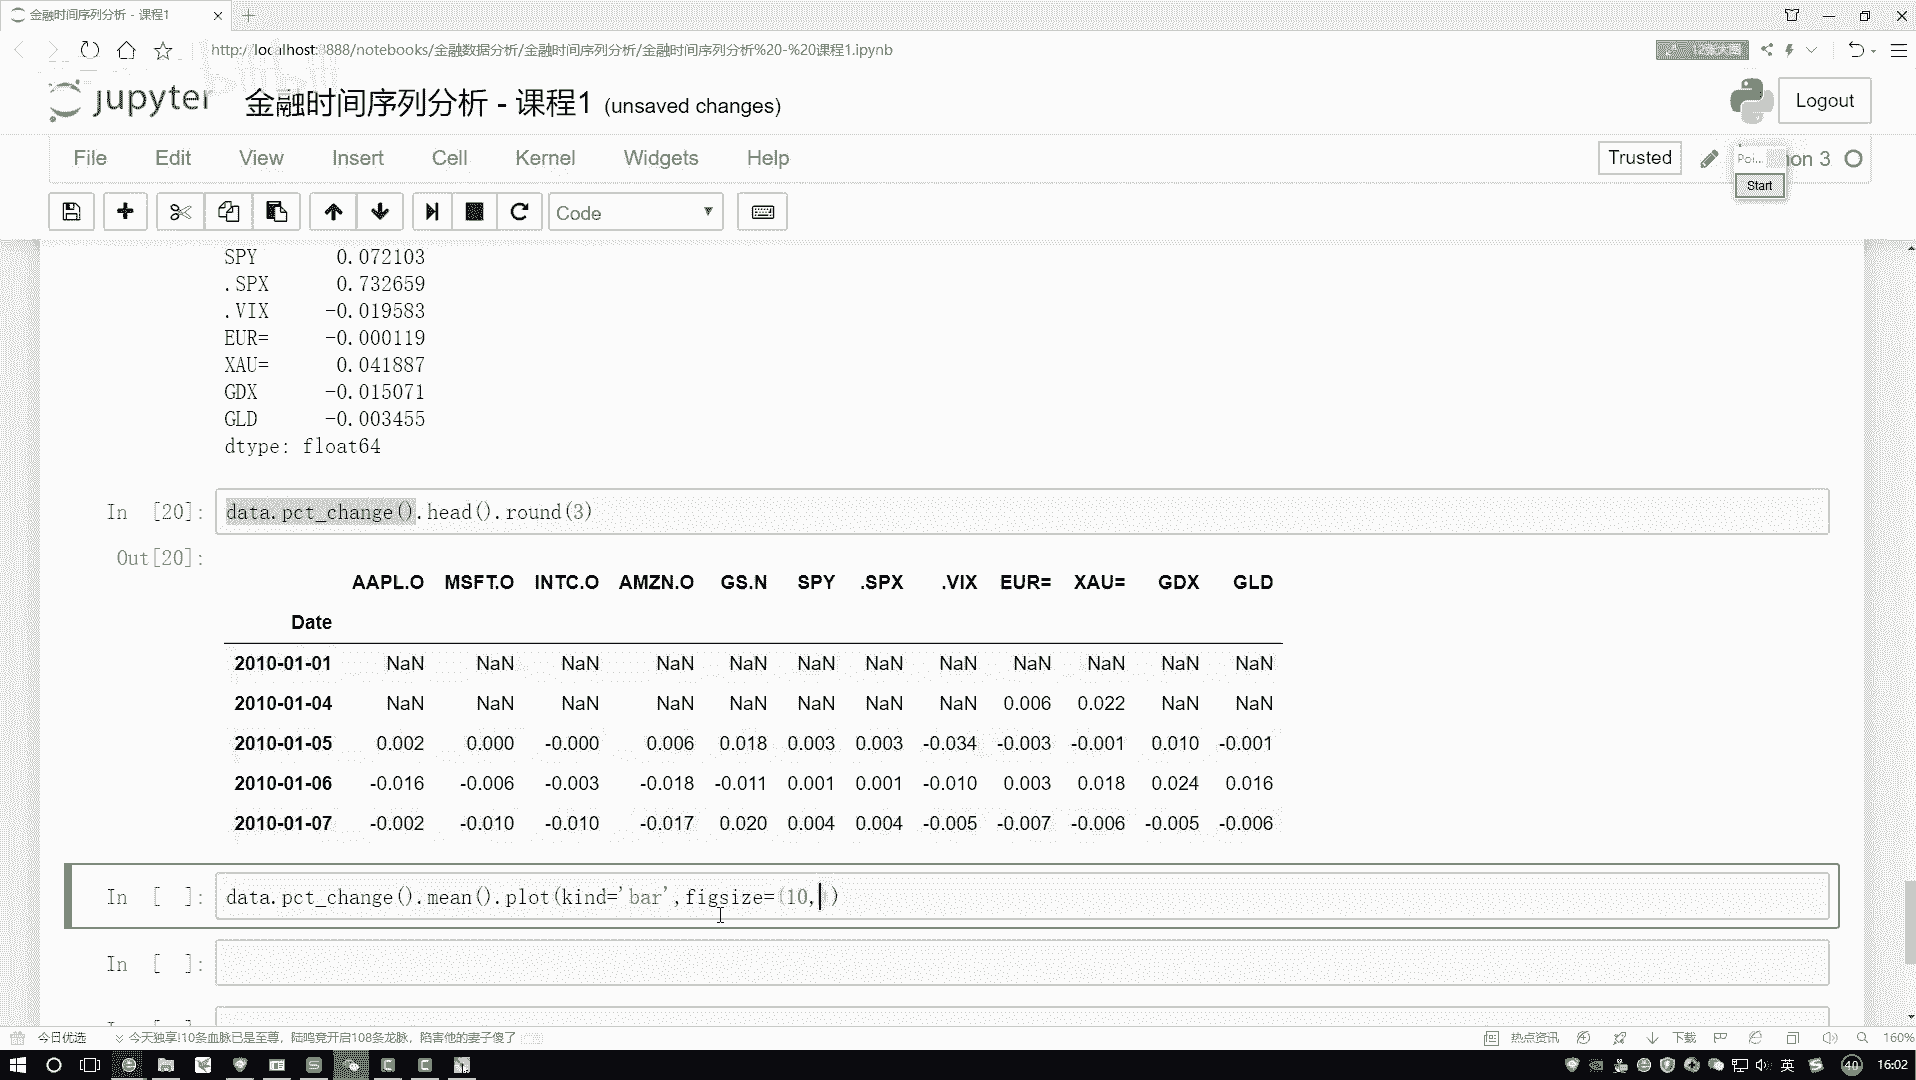 金融时间序列分析 - 课程1
http://localhost:8888/notebooks/金融数据分析/金融时间序列分析/金融时间序列分析%20-%20课程1.ipynb
jupyter 金融时间序列分析 - 课程1 (unsaved changes)
Logout
File Edit View Insert Cell Kernel Widgets Help
Trusted
on 3
Poi...
Start
Code
SPY 0.072103
.SPX 0.732659
.VIX -0.019583
EUR= -0.000119
XAU= 0.041887
GDX -0.015071
GLD -0.003455
dtype: float64
In [20]: data.pct_change().head().round(3)
Out[20]:
AAPL.O MSFT.O INTC.O AMZN.O GS.N SPY .SPX .VIX EUR= XAU= GDX GLD
Date
2010-01-01 NaN NaN NaN NaN NaN NaN NaN NaN NaN NaN NaN NaN
2010-01-04 NaN NaN NaN NaN NaN NaN NaN NaN 0.006 0.022 NaN NaN
2010-01-05 0.002 0.000 -0.000 0.006 0.018 0.003 0.003 -0.034 -0.003 -0.001 0.010 -0.001
2010-01-06 -0.016 -0.006 -0.003 -0.018 -0.011 0.001 0.001 -0.010 0.003 0.018 0.024 0.016
2010-01-07 -0.002 -0.010 -0.010 -0.017 0.020 0.004 0.004 -0.005 -0.007 -0.006 -0.005 -0.006
In [ ]: data.pct_change().mean().plot(kind='bar',figsize=(10,)
In [ ]:
今日优选 今天独享!10条血脉已是至尊，陆鸣竟开启108条龙脉，陷害他的妻子傻了
热点资讯 下载 160%
英 40 16:02